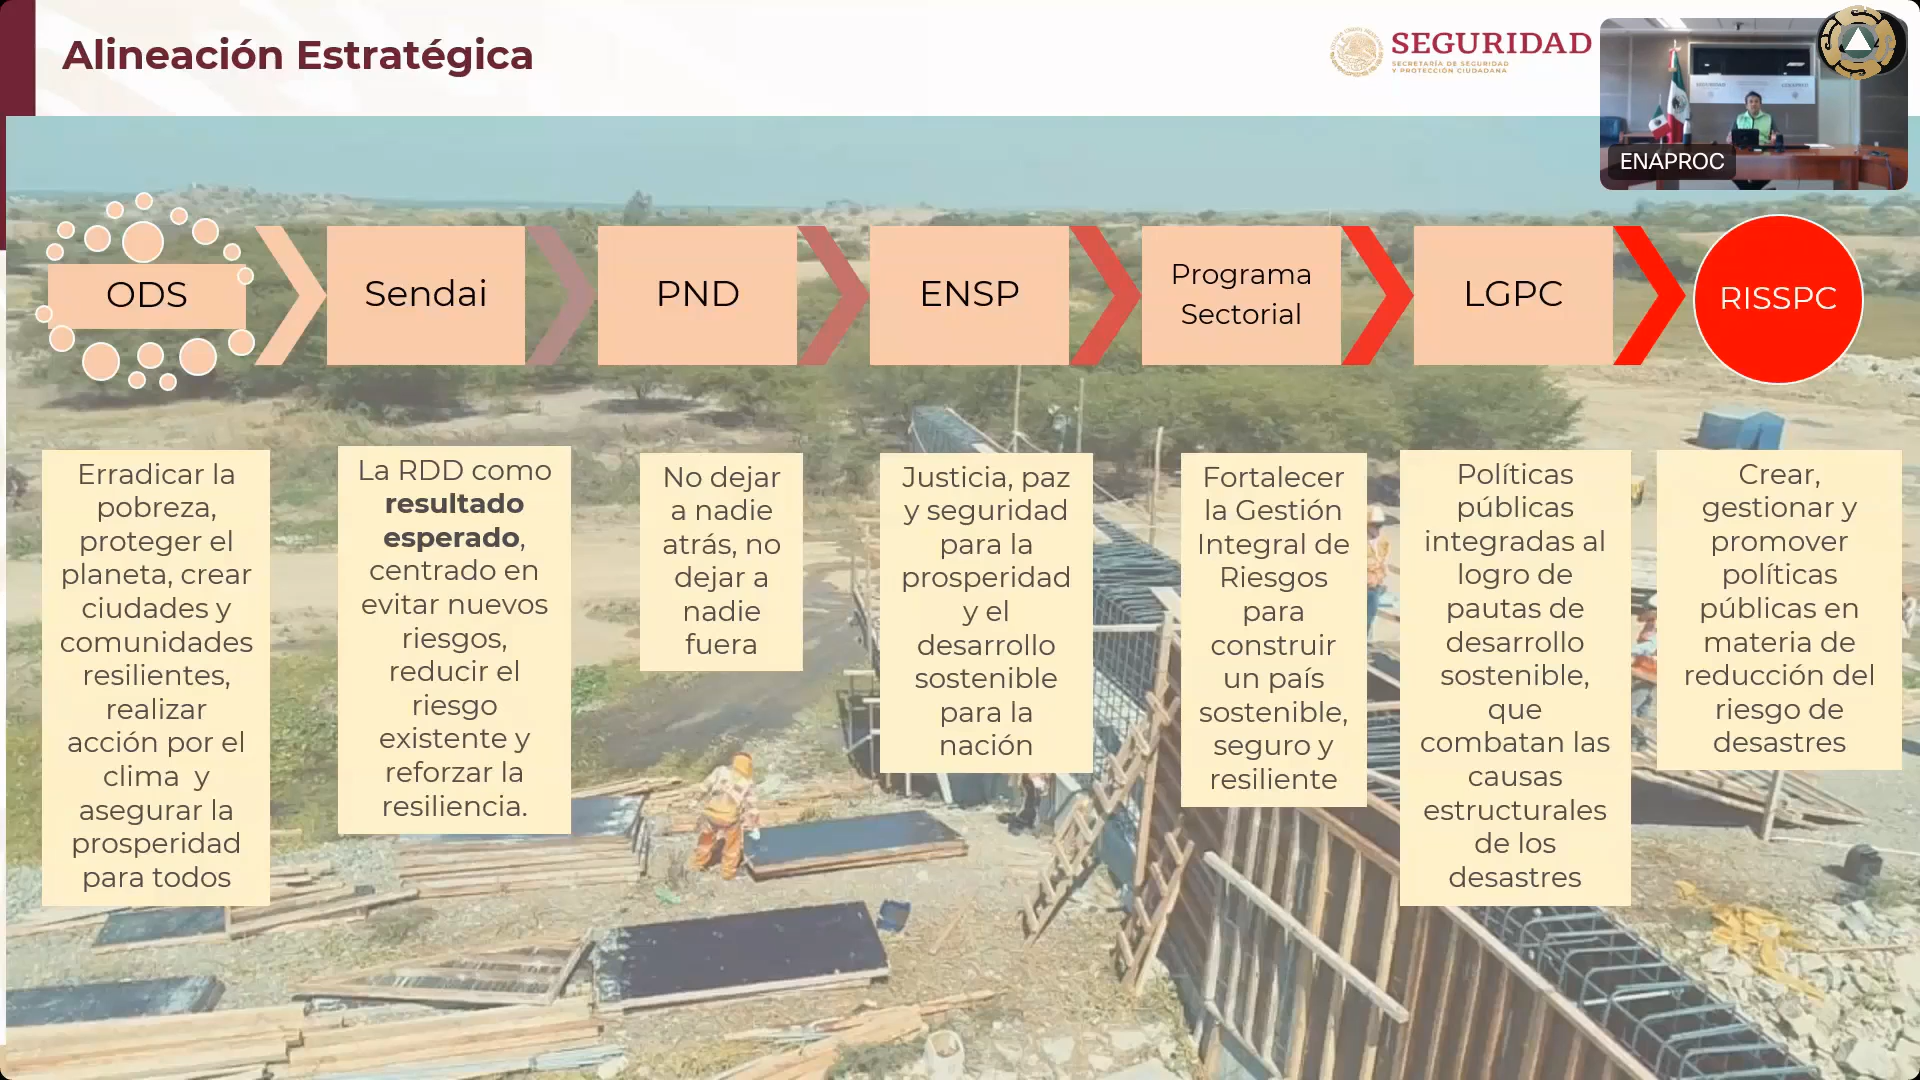 Alineación Estratégica
SEGURIDAD
SECRETARÍA DE SEGURIDAD
Y PROTECCIÓN CIUDADANA
ENAPROC
ODS
Sendai
PND
ENSP
Programa
Sectorial
LGPC
RISSPC
Erradicar la
pobreza,
proteger el
planeta, crear
ciudades y
comunidades
resilientes,
realizar
acción por el
clima y
asegurar la
prosperidad
para todos
La RDD como
resultado
esperado,
centrado en
evitar nuevos
riesgos,
reducir el
riesgo
existente y
reforzar la
resiliencia.
No dejar
a nadie
atrás, no
dejar a
nadie
fuera
Justicia, paz
y seguridad
para la
prosperidad
y el
desarrollo
sostenible
para la
nación
Fortalecer
la Gestión
Integral de
Riesgos
para
construir
un país
sostenible,
seguro y
resiliente
Políticas
públicas
integradas al
logro de
pautas de
desarrollo
sostenible,
que
combatan las
causas
estructurales
de los
desastres
Crear,
gestionar y
promover
políticas
públicas en
materia de
reducción del
riesgo de
desastres